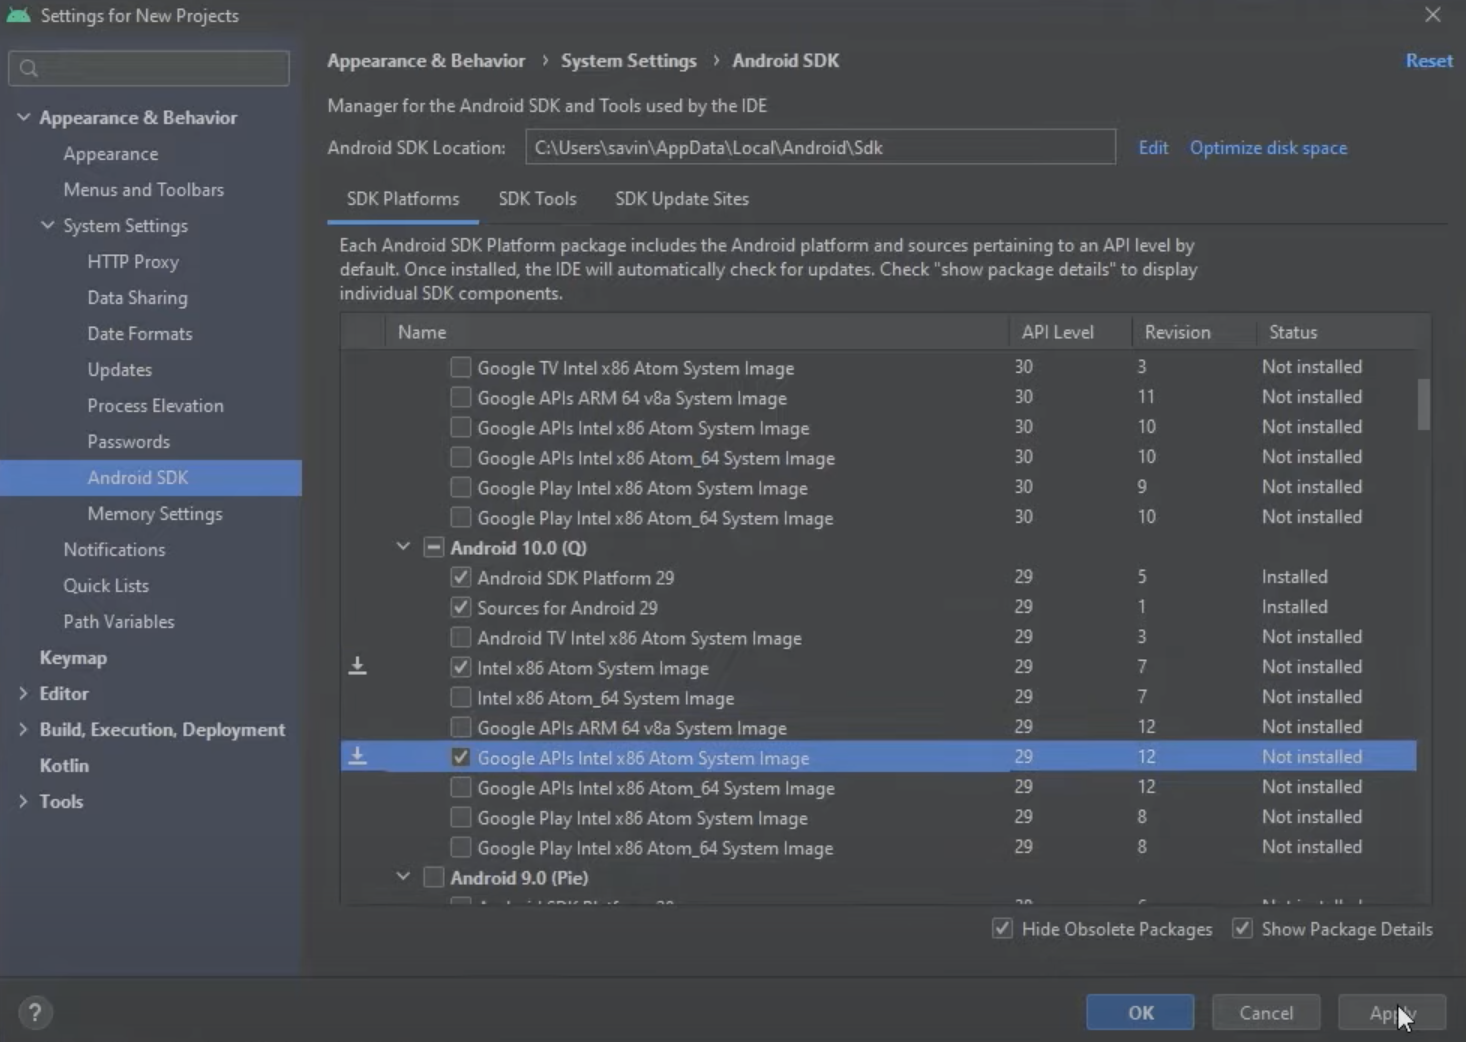 Settings for New Projects
Appearance & Behavior
Appearance
Menus and Toolbars
System Settings
HTTP Proxy
Data Sharing
Date Formats
Updates
Process Elevation
Passwords
Android SDK
Memory Settings
Notifications
Quick Lists
Path Variables
Keymap
Editor
Build, Execution, Deployment
Kotlin
Tools
Appearance & Behavior › System Settings › Android SDK
Reset
Manager for the Android SDK and Tools used by the IDE
Android SDK Location: C:\Users\savin\AppData\Local\Android\Sdk Edit Optimize disk space
SDK Platforms SDK Tools SDK Update Sites
Each Android SDK Platform package includes the Android platform and sources pertaining to an API level by
default. Once installed, the IDE will automatically check for updates. Check "show package details" to display
individual SDK components.
Name API Level Revision Status
Google TV Intel x86 Atom System Image 30 3 Not installed
Google APIs ARM 64 v8a System Image 30 11 Not installed
Google APIs Intel x86 Atom System Image 30 10 Not installed
Google APIs Intel x86 Atom_64 System Image 30 10 Not installed
Google Play Intel x86 Atom System Image 30 9 Not installed
Google Play Intel x86 Atom_64 System Image 30 10 Not installed
Android 10.0 (Q)
Android SDK Platform 29 29 5 Installed
Sources for Android 29 29 1 Installed
Android TV Intel x86 Atom System Image 29 3 Not installed
Intel x86 Atom System Image 29 7 Not installed
Intel x86 Atom_64 System Image 29 7 Not installed
Google APIs ARM 64 v8a System Image 29 12 Not installed
Google APIs Intel x86 Atom System Image 29 12 Not installed
Google APIs Intel x86 Atom_64 System Image 29 12 Not installed
Google Play Intel x86 Atom System Image 29 8 Not installed
Google Play Intel x86 Atom_64 System Image 29 8 Not installed
Android 9.0 (Pie)
Hide Obsolete Packages Show Package Details
? OK Cancel Apply